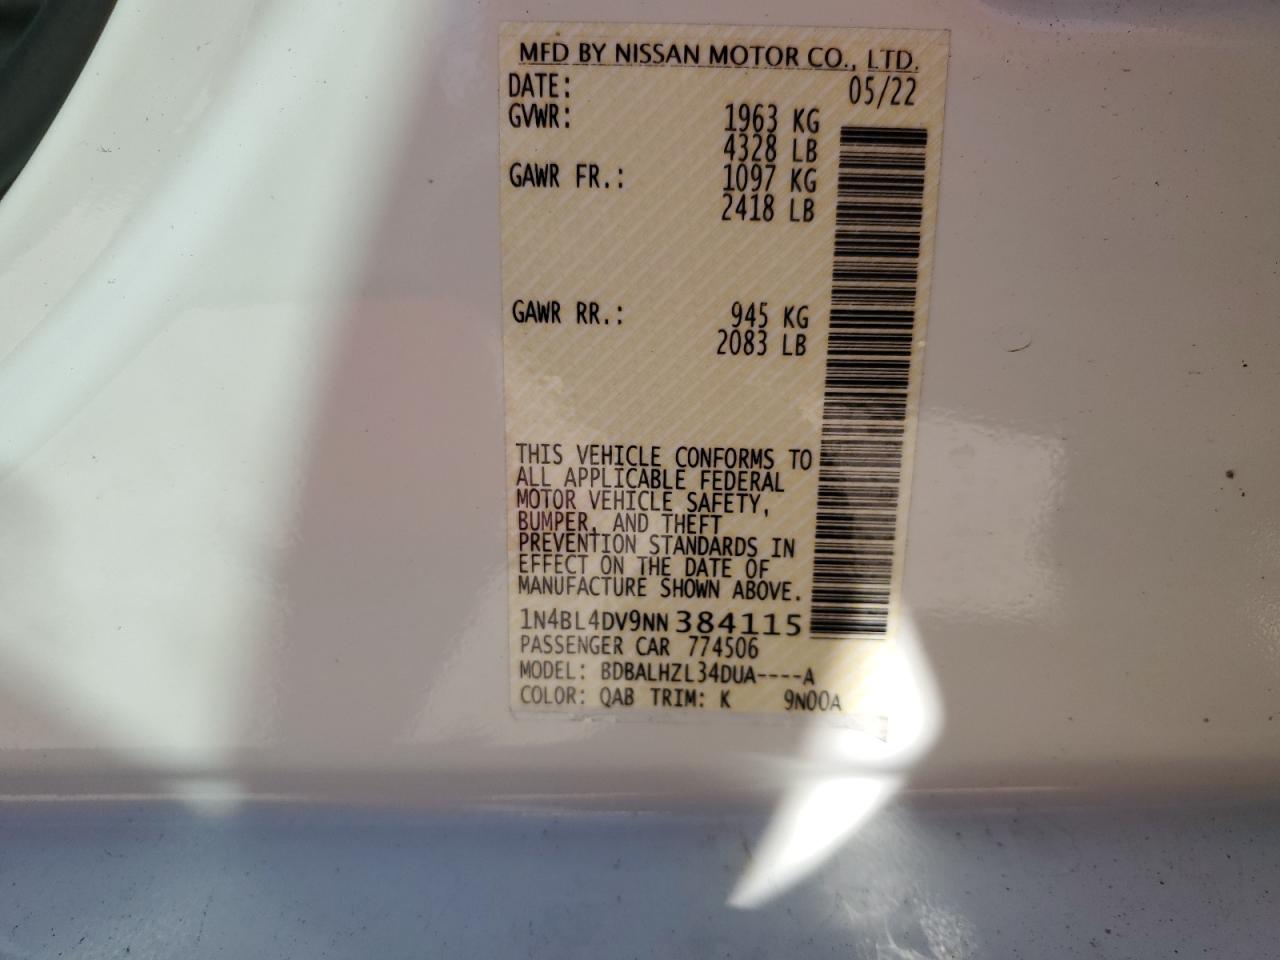 MFD BY NISSAN MOTOR CO., LTD.
DATE: 05/22
GVWR: 1963 KG
4328 LB
GAWR FR.: 1097 KG
2418 LB
GAWR RR.: 945 KG
2083 LB
THIS VEHICLE CONFORMS TO
ALL APPLICABLE FEDERAL
MOTOR VEHICLE SAFETY,
BUMPER, AND THEFT
PREVENTION STANDARDS IN
EFFECT ON THE DATE OF
MANUFACTURE SHOWN ABOVE.
1N4BL4DV9NN384115
PASSENGER CAR 774506
MODEL: BDBALHZL34DUA----A
COLOR: QAB TRIM: K 9N00A